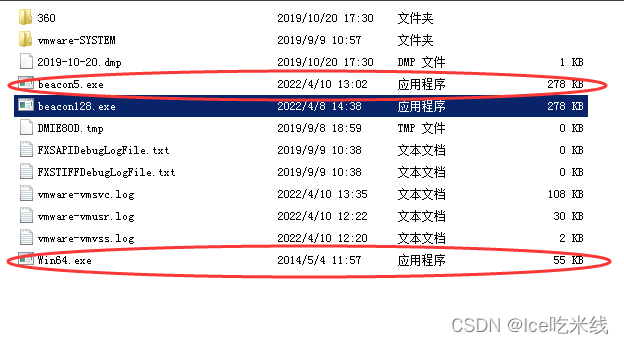 360 2019/10/20 17:30 文件夹
vmware-SYSTEM 2019/9/9 10:57 文件夹
2019-10-20.dmp 2019/10/20 17:30 DMP 文件 1 KB
beacon5.exe 2022/4/10 13:02 应用程序 278 KB
beacon128.exe 2022/4/8 14:38 应用程序 278 KB
DMIE80D.tmp 2019/9/8 18:59 TMP 文件 0 KB
FXSAPIDebugLogFile.txt 2019/9/9 10:38 文本文档 0 KB
FXSTIFFDebugLogFile.txt 2019/9/9 10:38 文本文档 0 KB
vmware-vmsvc.log 2022/4/10 13:35 文本文档 108 KB
vmware-vmusr.log 2022/4/10 12:22 文本文档 30 KB
vmware-vmvss.log 2022/4/10 12:20 文本文档 2 KB
Win64.exe 2014/5/4 11:57 应用程序 55 KB
CSDN @Ice吃米线